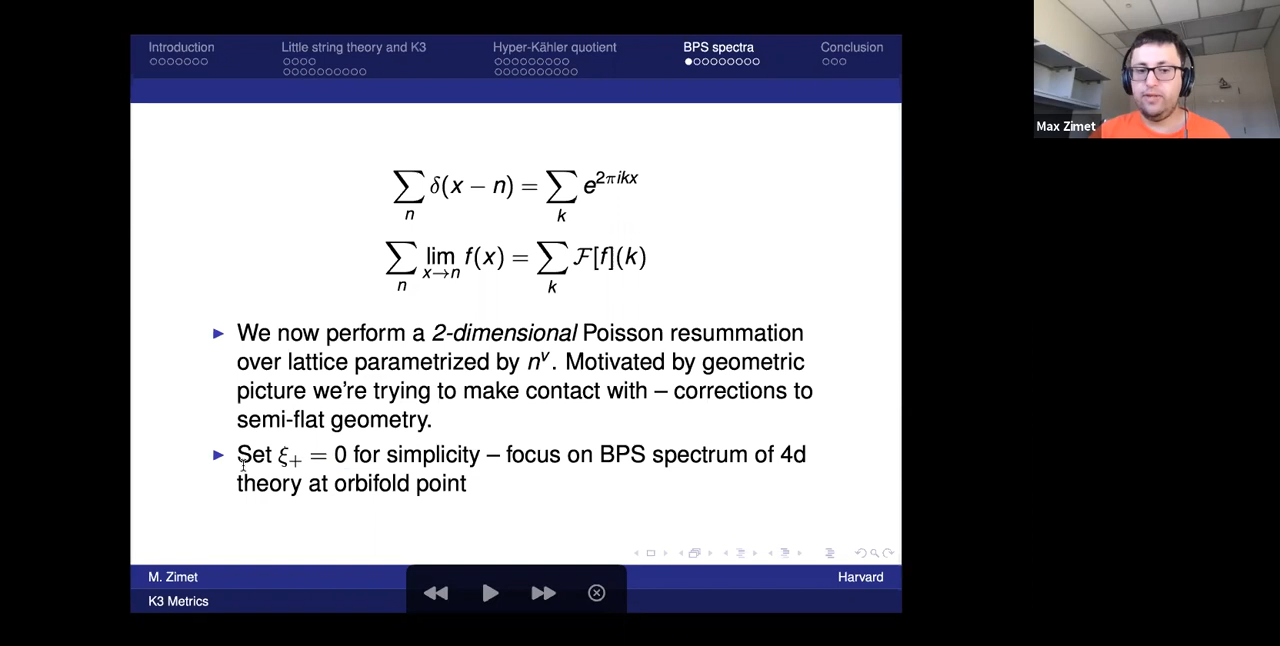 Introduction
Little string theory and K3
Hyper-Kähler quotient
BPS spectra
Conclusion
∑_n δ(x − n) = ∑_k e^{2πikx}
∑_n lim_{x→n} f(x) = ∑_k ℱ[f](k)
We now perform a 2-dimensional Poisson resummation
over lattice parametrized by nᵛ. Motivated by geometric
picture we're trying to make contact with – corrections to
semi-flat geometry.
Set ξ₊ = 0 for simplicity – focus on BPS spectrum of 4d
theory at orbifold point
M. Zimet
Harvard
K3 Metrics
Max Zimet